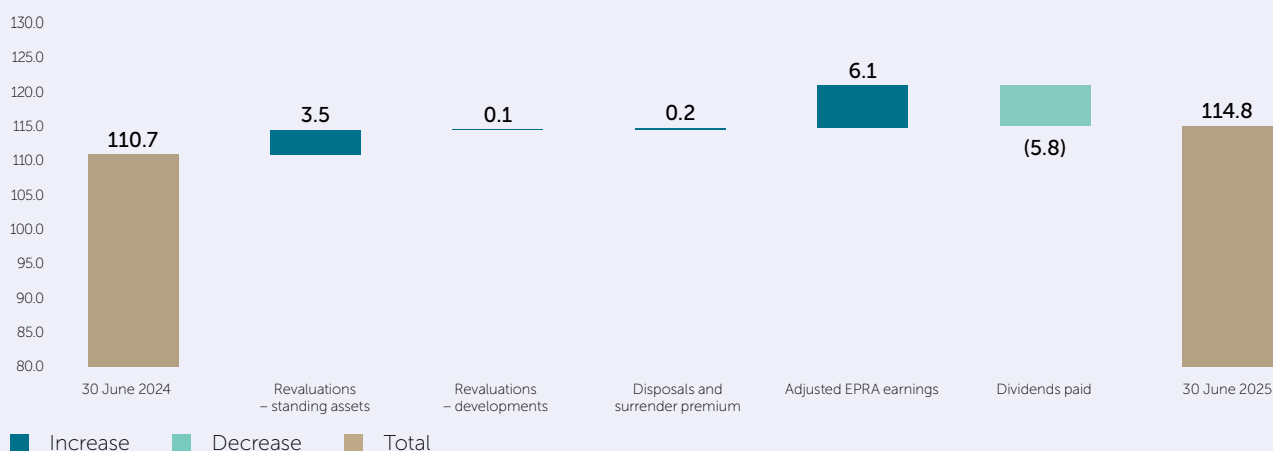 130.0
125.0
120.0
115.0
110.0
105.0
100.0
95.0
90.0
85.0
80.0
110.7
3.5
0.1
0.2
6.1
(5.8)
114.8
30 June 2024
Revaluations
– standing assets
Revaluations
– developments
Disposals and
surrender premium
Adjusted EPRA earnings
Dividends paid
30 June 2025
Increase
Decrease
Total